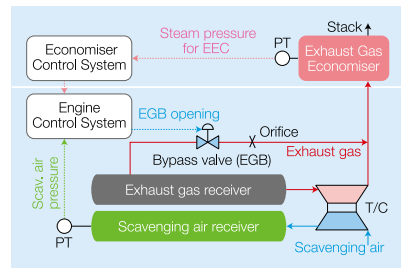 Stack
Steam pressure
for EEC
PT
Economiser
Control System
Exhaust Gas
Economiser
Engine
Control System
EGB opening
Orifice
Bypass valve (EGB)
Exhaust gas
Scav. air
pressure
Exhaust gas receiver
T/C
Scavenging air receiver
PT
Scavenging air